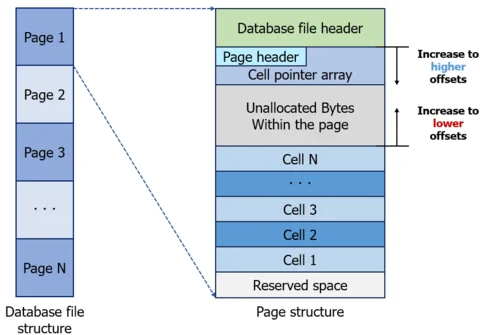 Page 1
Page 2
Page 3
. . .
Page N
Database file
structure
Database file header
Page header
Cell pointer array
Unallocated Bytes
Within the page
Cell N
. . .
Cell 3
Cell 2
Cell 1
Reserved space
Page structure
Increase to
higher
offsets
Increase to
lower
offsets